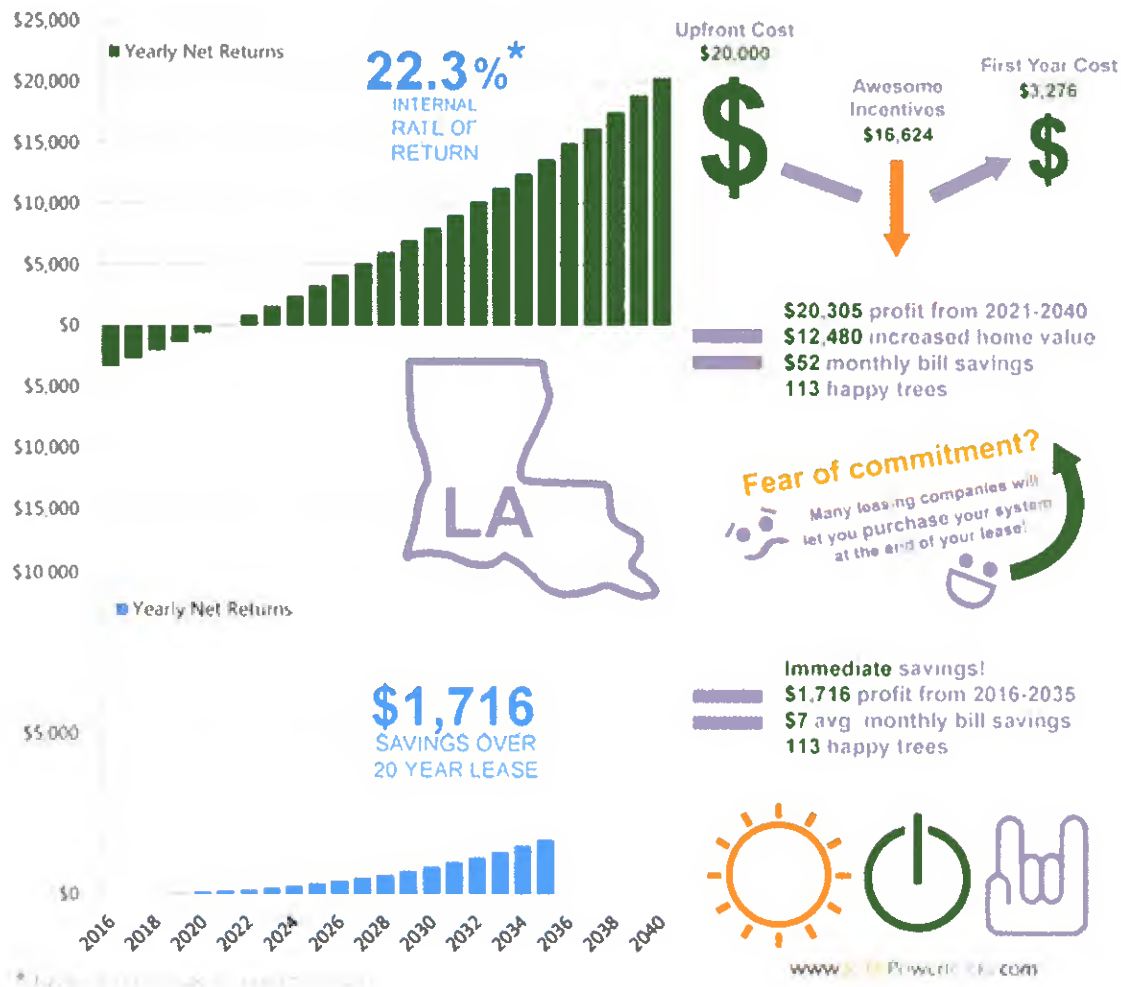 $25,000
Yearly Net Returns
$20,000
$15,000
$10,000
$5,000
$0
$5,000
$10,000
$15,000
$10 000
22.3%*
INTERNAL
RATE OF
RETURN
Upfront Cost
$20,000
$
Awesome
Incentives
$16,624
First Year Cost
$3,276
$
$20,305 profit from 2021-2040
$12,480 increased home value
$52 monthly bill savings
113 happy trees
LA
Fear of commitment?
Many leasing companies will
let you purchase your system
at the end of your lease!
Yearly Net Returns
$5,000
$0
$1,716
SAVINGS OVER
20 YEAR LEASE
Immediate savings!
$1,716 profit from 2016-2035
$7 avg monthly bill savings
113 happy trees
2016
2018
2020
2022
2024
2026
2028
2030
2032
2034
2036
2038
2040